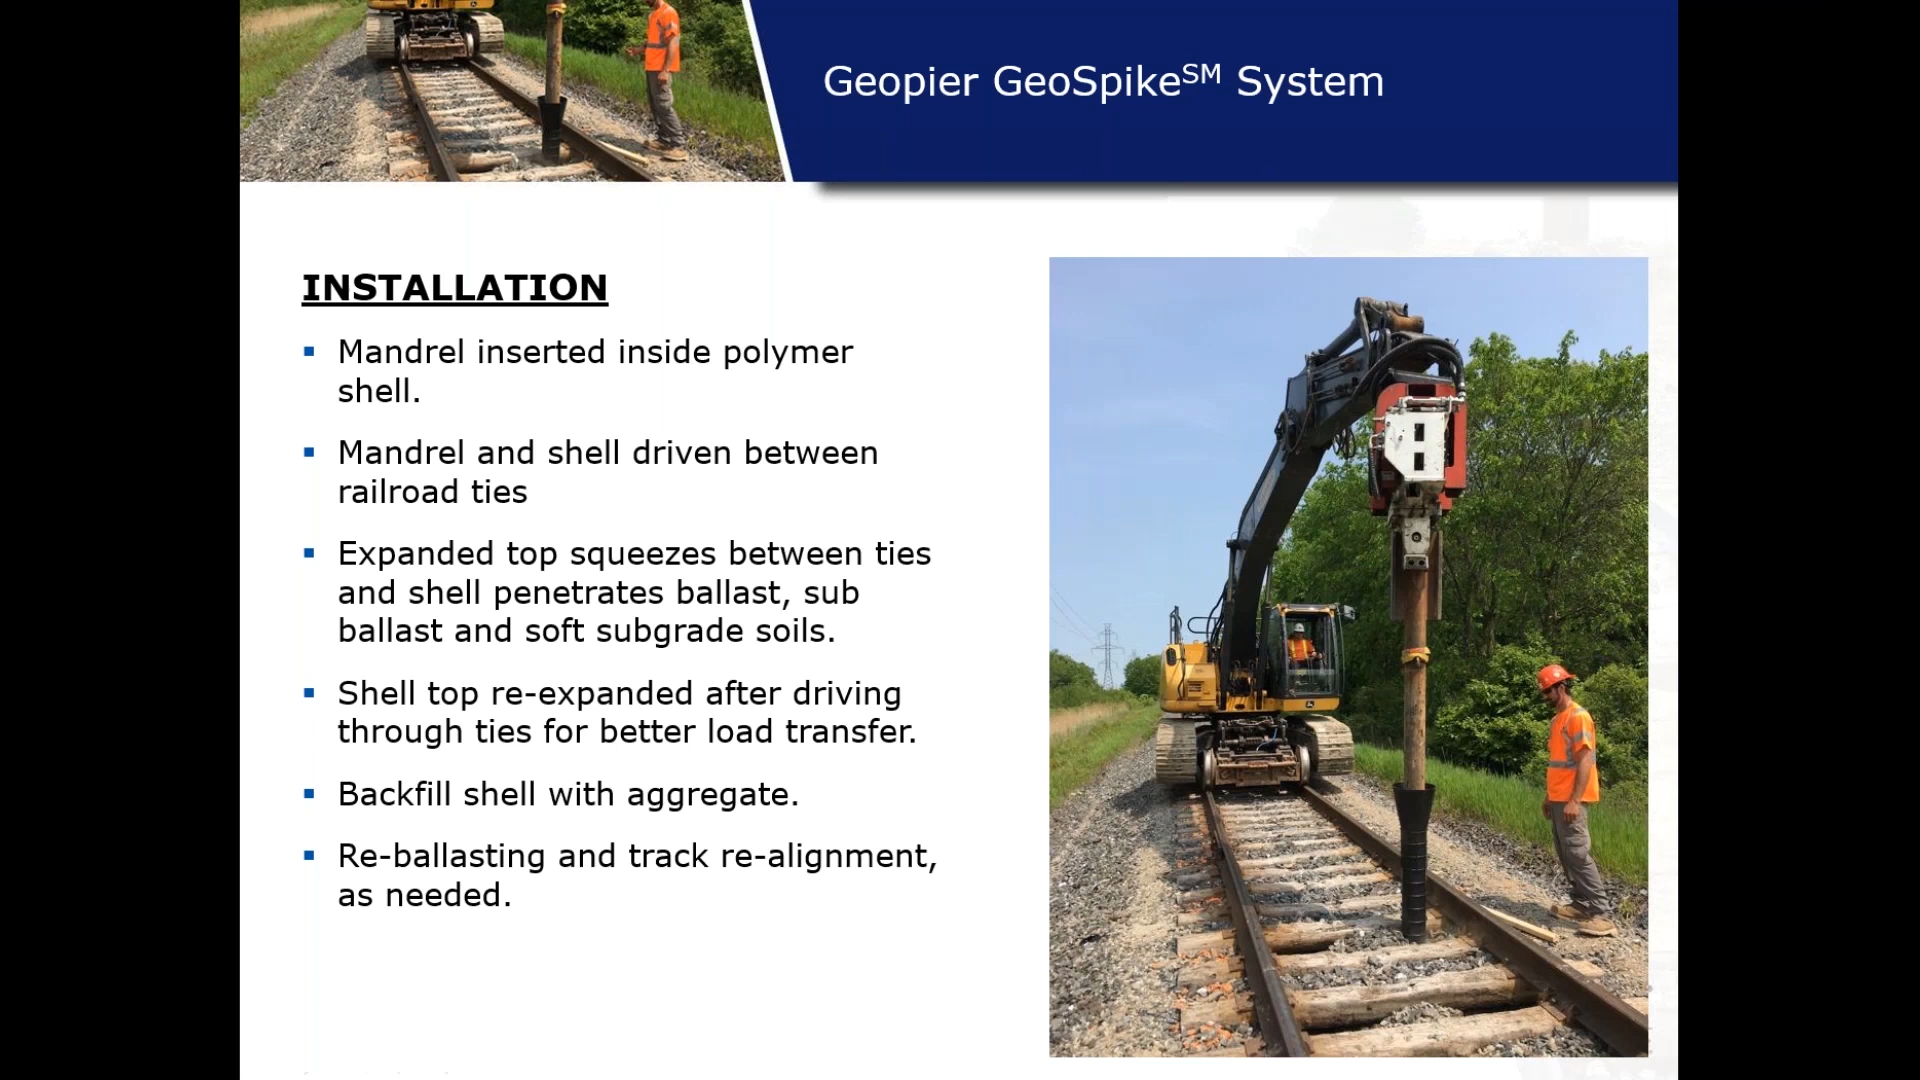 Geopier GeoSpikeSM System
INSTALLATION
▪ Mandrel inserted inside polymer
shell.
▪ Mandrel and shell driven between
railroad ties
▪ Expanded top squeezes between ties
and shell penetrates ballast, sub
ballast and soft subgrade soils.
▪ Shell top re-expanded after driving
through ties for better load transfer.
▪ Backfill shell with aggregate.
▪ Re-ballasting and track re-alignment,
as needed.